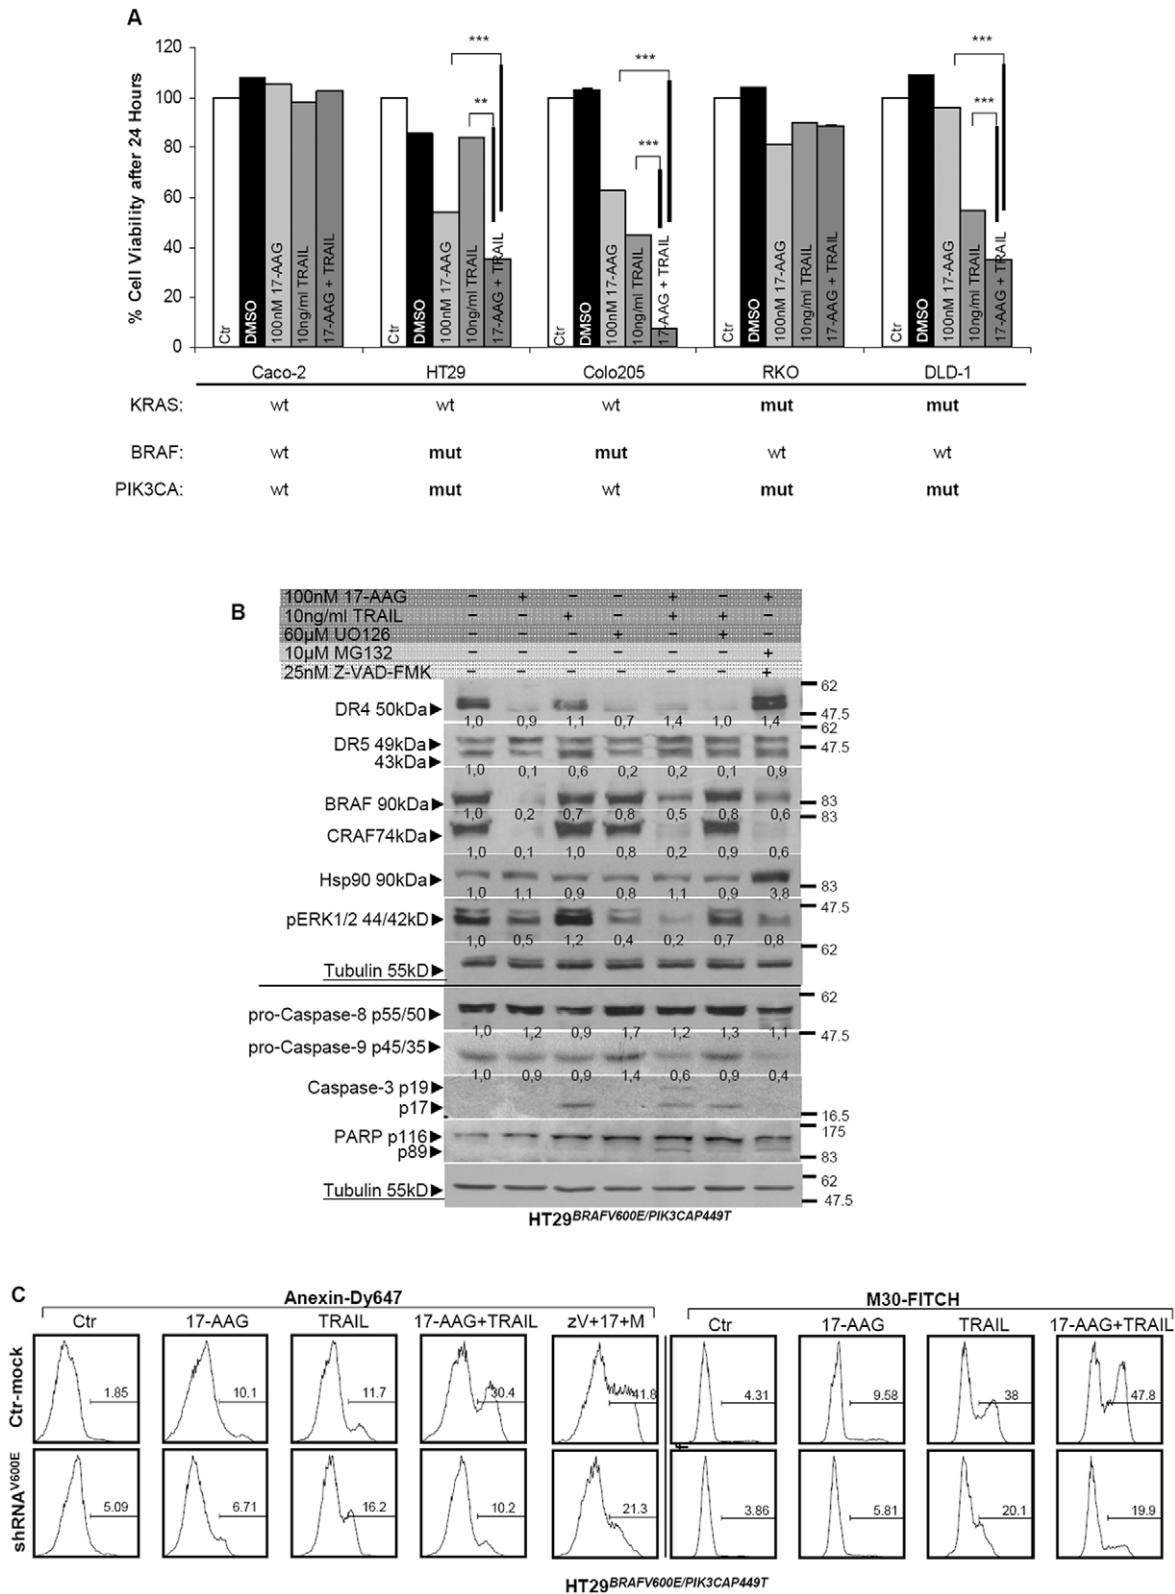 A
% Cell Viability after 24 Hours
120
100
80
60
40
20
0
*** ** *** *** *** ***
Ctr DMSO 100nM 17-AAG 10ng/ml TRAIL 17-AAG + TRAIL
Ctr DMSO 100nM 17-AAG 10ng/ml TRAIL 17-AAG + TRAIL
Ctr DMSO 100nM 17-AAG 10ng/ml TRAIL 17-AAG + TRAIL
Ctr DMSO 100nM 17-AAG 10ng/ml TRAIL 17-AAG + TRAIL
Ctr DMSO 100nM 17-AAG 10ng/ml TRAIL 17-AAG + TRAIL
Caco-2 HT29 Colo205 RKO DLD-1
KRAS: wt wt wt mut mut
BRAF: wt mut mut wt wt
PIK3CA: wt mut wt mut mut
B
100nM 17-AAG − + − − + − +
10ng/ml TRAIL − − + − + + −
60µM UO126 − − − + − + −
10µM MG132 − − − − − − +
25nM Z-VAD-FMK − − − − − − +
62
DR4 50kDa 47.5
1,0 0,9 1,1 0,7 1,4 1,0 1,4
62
DR5 49kDa 47.5
43kDa
1,0 0,1 0,6 0,2 0,2 0,1 0,9
BRAF 90kDa 83
1,0 0,2 0,7 0,8 0,5 0,8 0,6
83
CRAF74kDa
1,0 0,1 1,0 0,8 0,2 0,9 0,6
Hsp90 90kDa 83
1,0 1,1 0,9 0,8 1,1 0,9 3,8
47.5
pERK1/2 44/42kD
1,0 0,5 1,2 0,4 0,2 0,7 0,8
62
Tubulin 55kD
62
pro-Caspase-8 p55/50
1,0 1,2 0,9 1,7 1,2 1,3 1,1
47.5
pro-Caspase-9 p45/35
1,0 0,9 0,9 1,4 0,6 0,9 0,4
Caspase-3 p19
p17 16.5
175
PARP p116
p89 83
62
Tubulin 55kD
47.5
HT29BRAFV600E/PIK3CAP449T
C
Anexin-Dy647 M30-FITCH
Ctr 17-AAG TRAIL 17-AAG+TRAIL zV+17+M Ctr 17-AAG TRAIL 17-AAG+TRAIL
Ctr-mock
1.85 10.1 11.7 30.4 41.8 4.31 9.58 38 47.8
shRNAV600E
5.09 6.71 16.2 10.2 21.3 3.86 5.81 20.1 19.9
HT29BRAFV600E/PIK3CAP449T